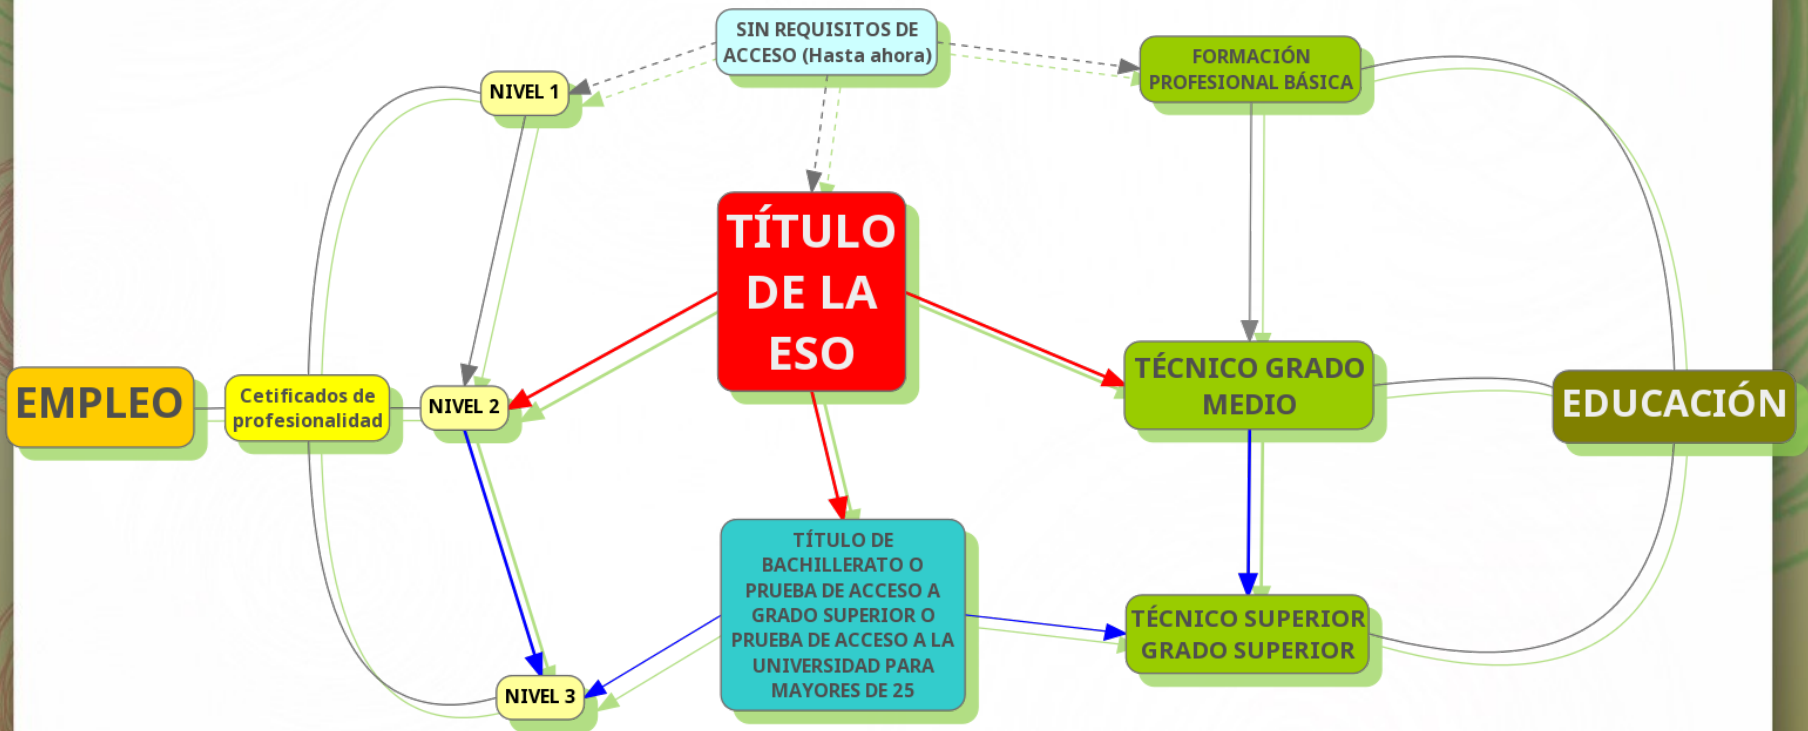 SIN REQUISITOS DE
ACCESO (Hasta ahora)
FORMACIÓN
PROFESIONAL BÁSICA
NIVEL 1
TÍTULO
DE LA
ESO
EMPLEO
Cetificados de
profesionalidad
NIVEL 2
TÉCNICO GRADO
MEDIO
EDUCACIÓN
TÍTULO DE
BACHILLERATO O
PRUEBA DE ACCESO A
GRADO SUPERIOR O
PRUEBA DE ACCESO A LA
UNIVERSIDAD PARA
MAYORES DE 25
TÉCNICO SUPERIOR
GRADO SUPERIOR
NIVEL 3